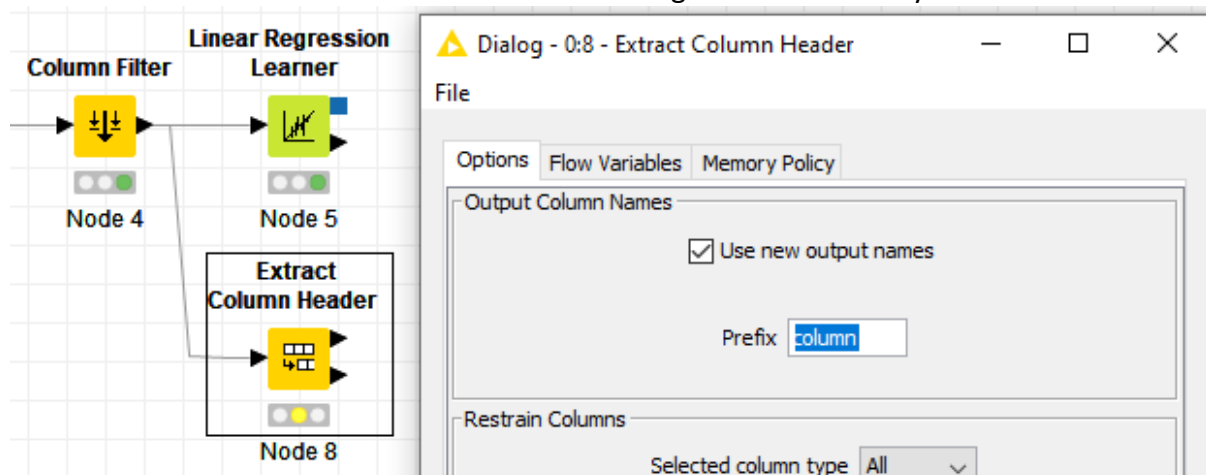 Linear Regression
Learner
Column Filter
Node 4
Node 5
Extract
Column Header
Node 8
Dialog - 0:8 - Extract Column Header
File
Options Flow Variables Memory Policy
Output Column Names
Use new output names
Prefix column
Restrain Columns
Selected column type All